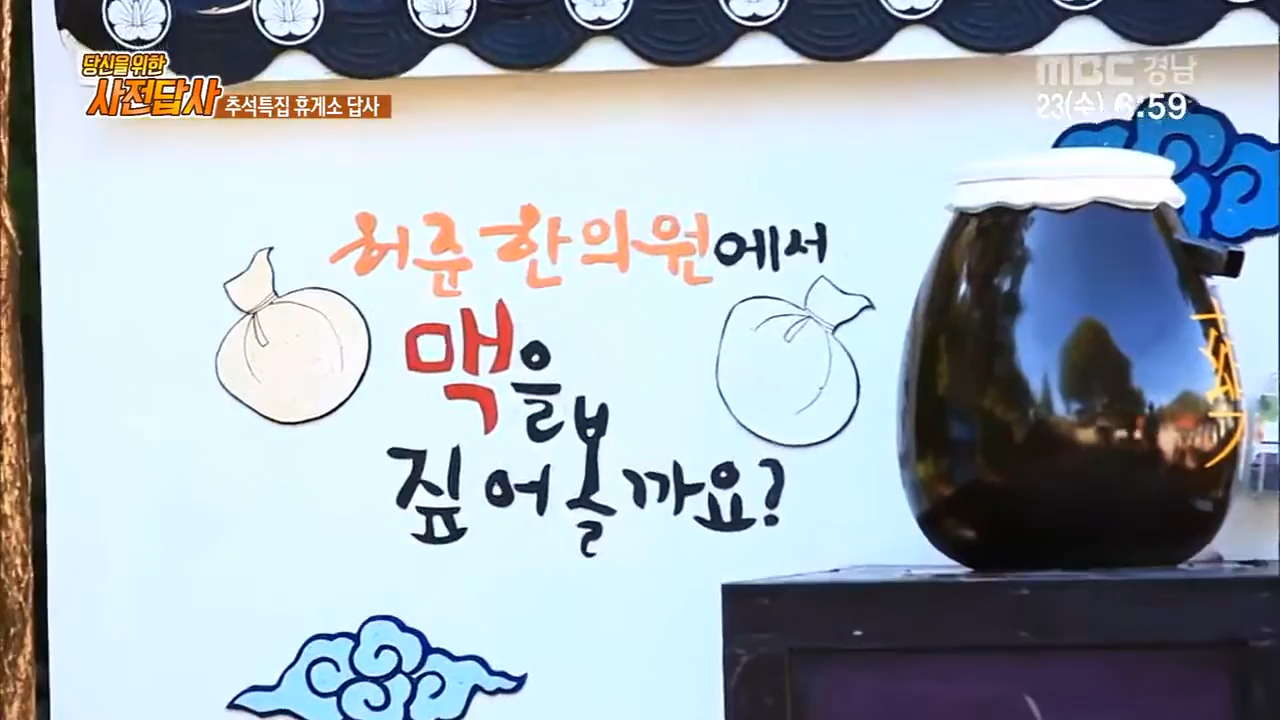 당신을 위한
사전답사 추석특집 휴게소 답사
MBC 경남
23(수) 6:59
허준 한의원에서
맥을
짚어볼까요?